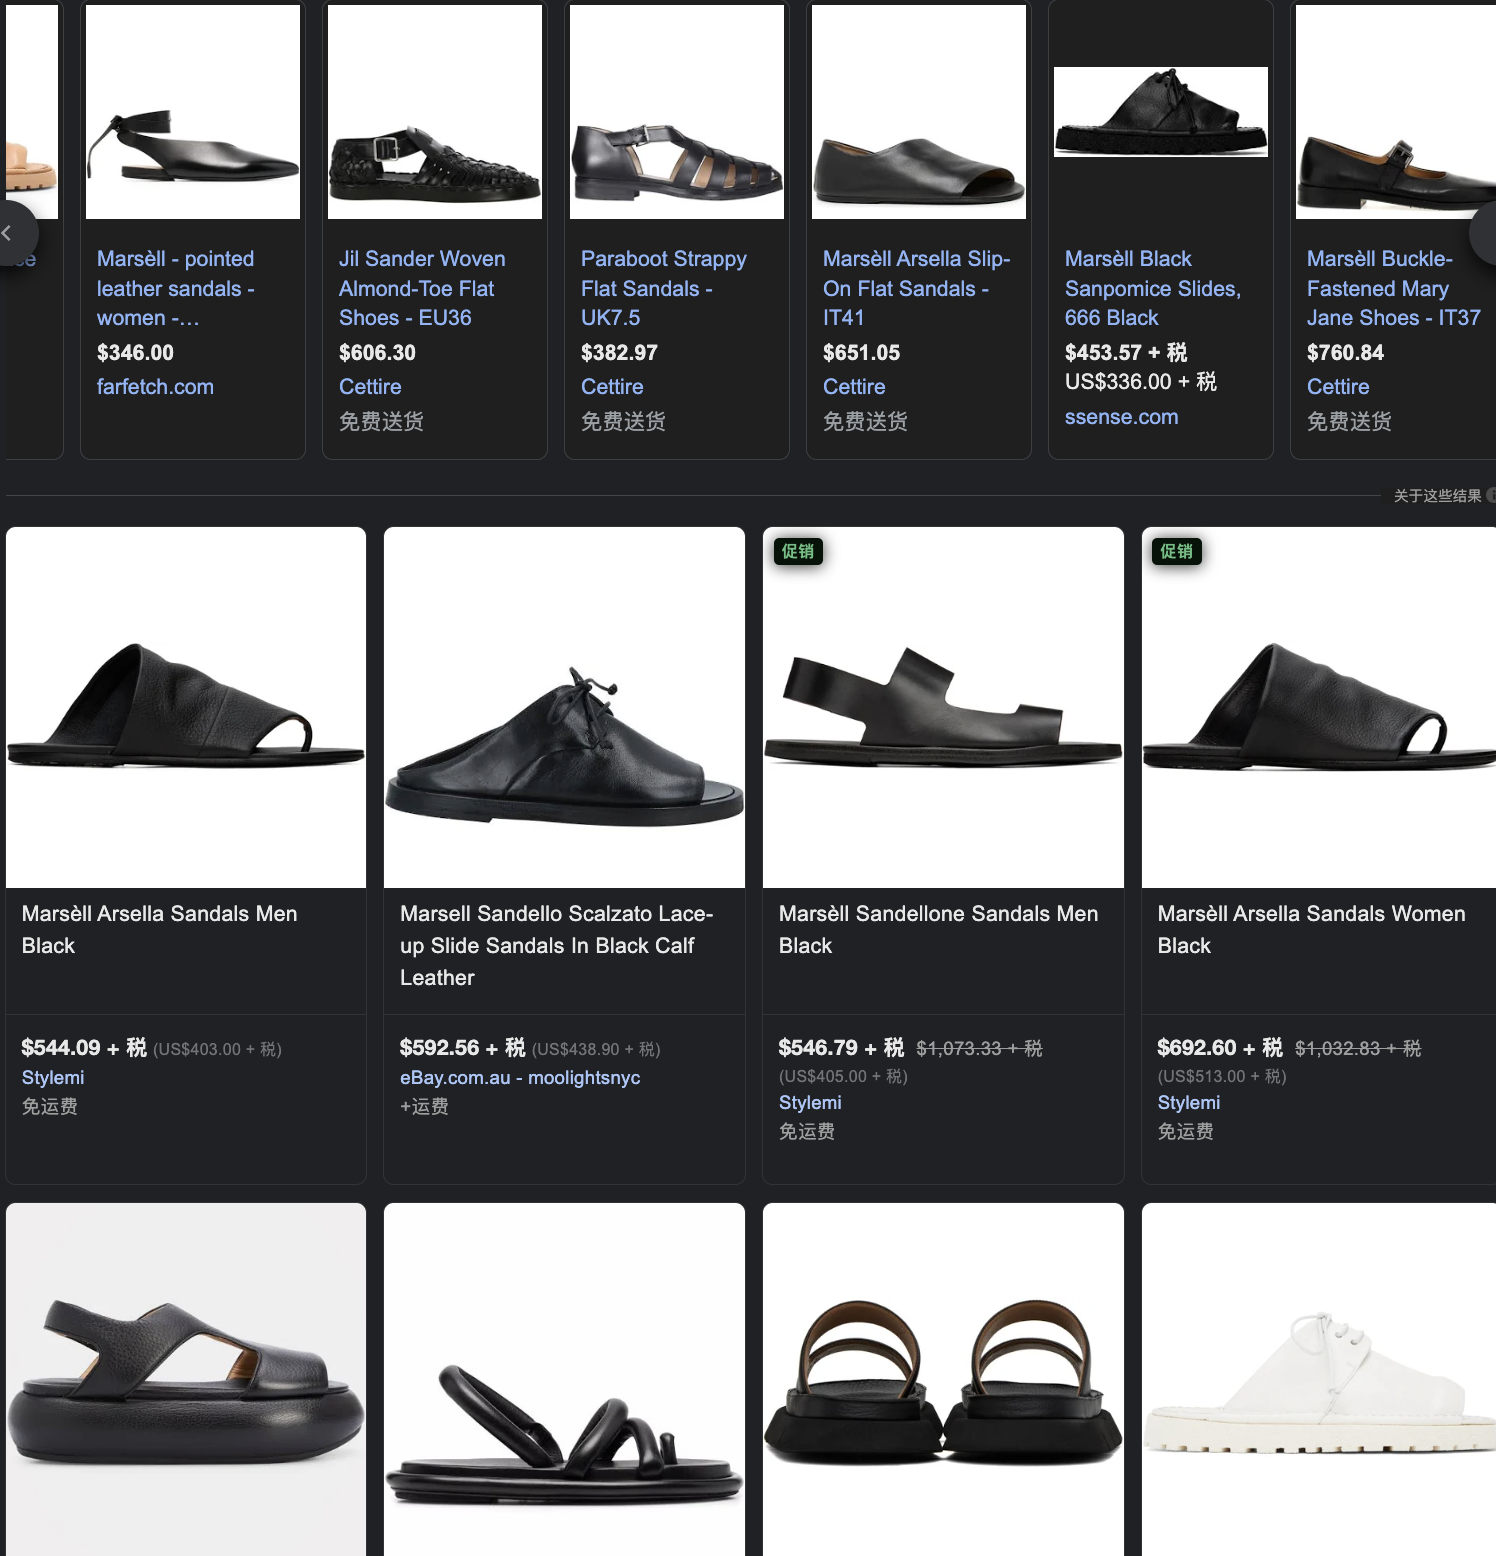 se
Marsèll - pointed
leather sandals -
women -...
$346.00
farfetch.com
Jil Sander Woven
Almond-Toe Flat
Shoes - EU36
$606.30
Cettire
免费送货
Paraboot Strappy
Flat Sandals -
UK7.5
$382.97
Cettire
免费送货
Marsèll Arsella Slip-
On Flat Sandals -
IT41
$651.05
Cettire
免费送货
Marsèll Black
Sanpomice Slides,
666 Black
$453.57 + 税
US$336.00 + 税
ssense.com
Marsèll Buckle-
Fastened Mary
Jane Shoes - IT37
$760.84
Cettire
免费送货
关于这些结果
Marsèll Arsella Sandals Men
Black
$544.09 + 税 (US$403.00 + 税)
Stylemi
免运费
Marsell Sandello Scalzato Lace-
up Slide Sandals In Black Calf
Leather
$592.56 + 税 (US$438.90 + 税)
eBay.com.au - moolightsnyc
+运费
促销
Marsèll Sandellone Sandals Men
Black
$546.79 + 税 $1,073.33 + 税
(US$405.00 + 税)
Stylemi
免运费
促销
Marsèll Arsella Sandals Women
Black
$692.60 + 税 $1,032.83 + 税
(US$513.00 + 税)
Stylemi
免运费